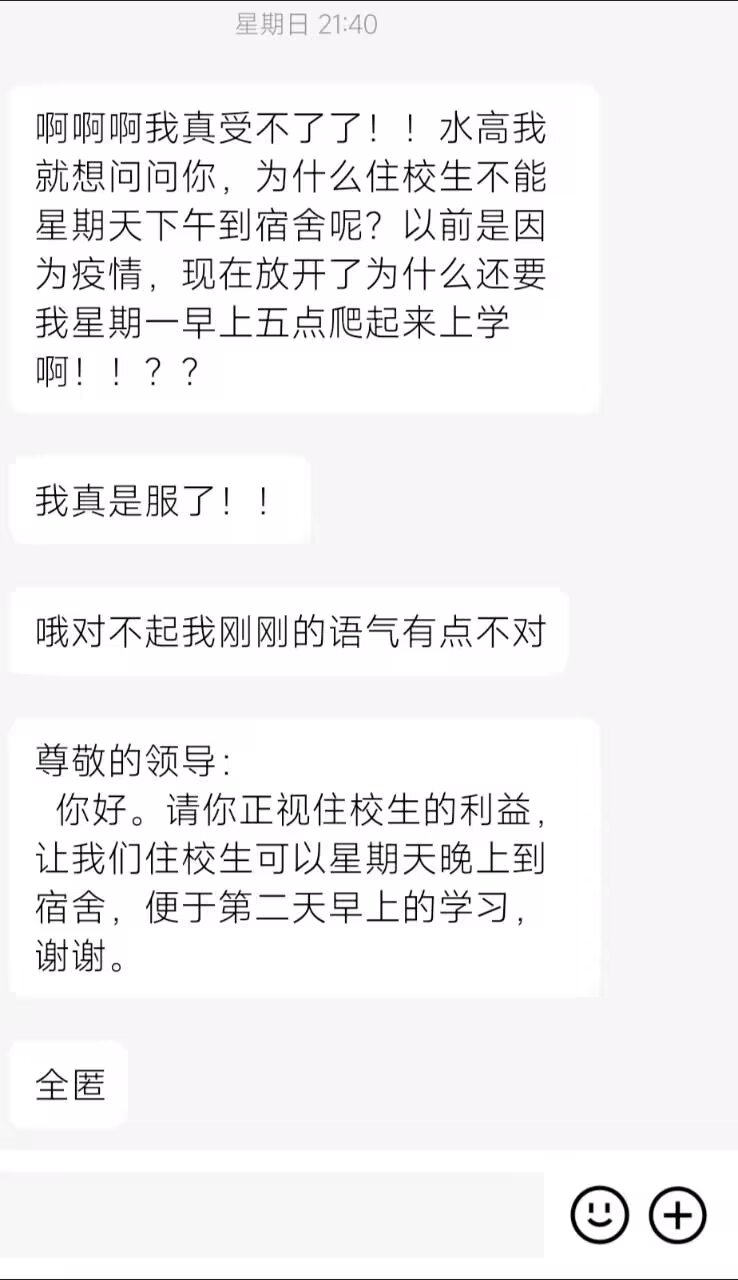 星期日 21:40
啊啊啊我真受不了了！！水高我
就想问问你，为什么住校生不能
星期天下午到宿舍呢？以前是因
为疫情，现在放开了为什么还要
我星期一早上五点爬起来上学
啊！！？？
我真是服了！！
哦对不起我刚刚的语气有点不对
尊敬的领导：
你好。请你正视住校生的利益，
让我们住校生可以星期天晚上到
宿舍，便于第二天早上的学习，
谢谢。
全匿